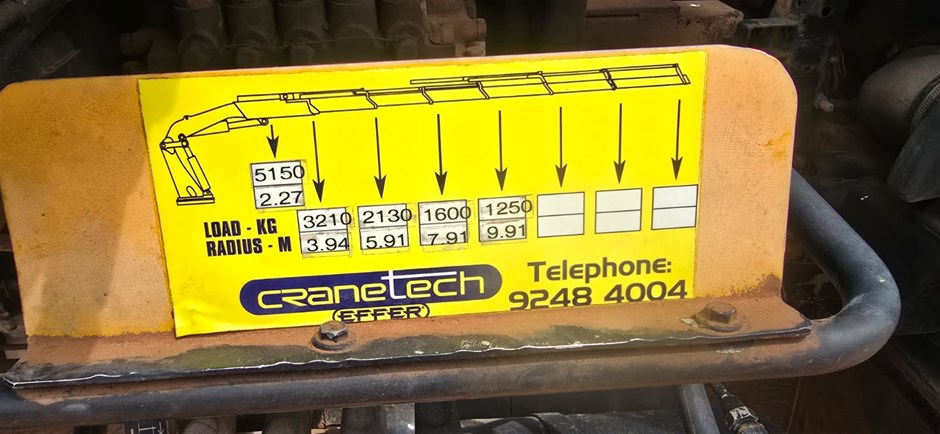 5150
2.27
3210 2130 1600 1250
3.94 5.91 7.91 9.91
LOAD - KG
RADIUS - M
cranetech
(EFFER)
Telephone:
9248 4004